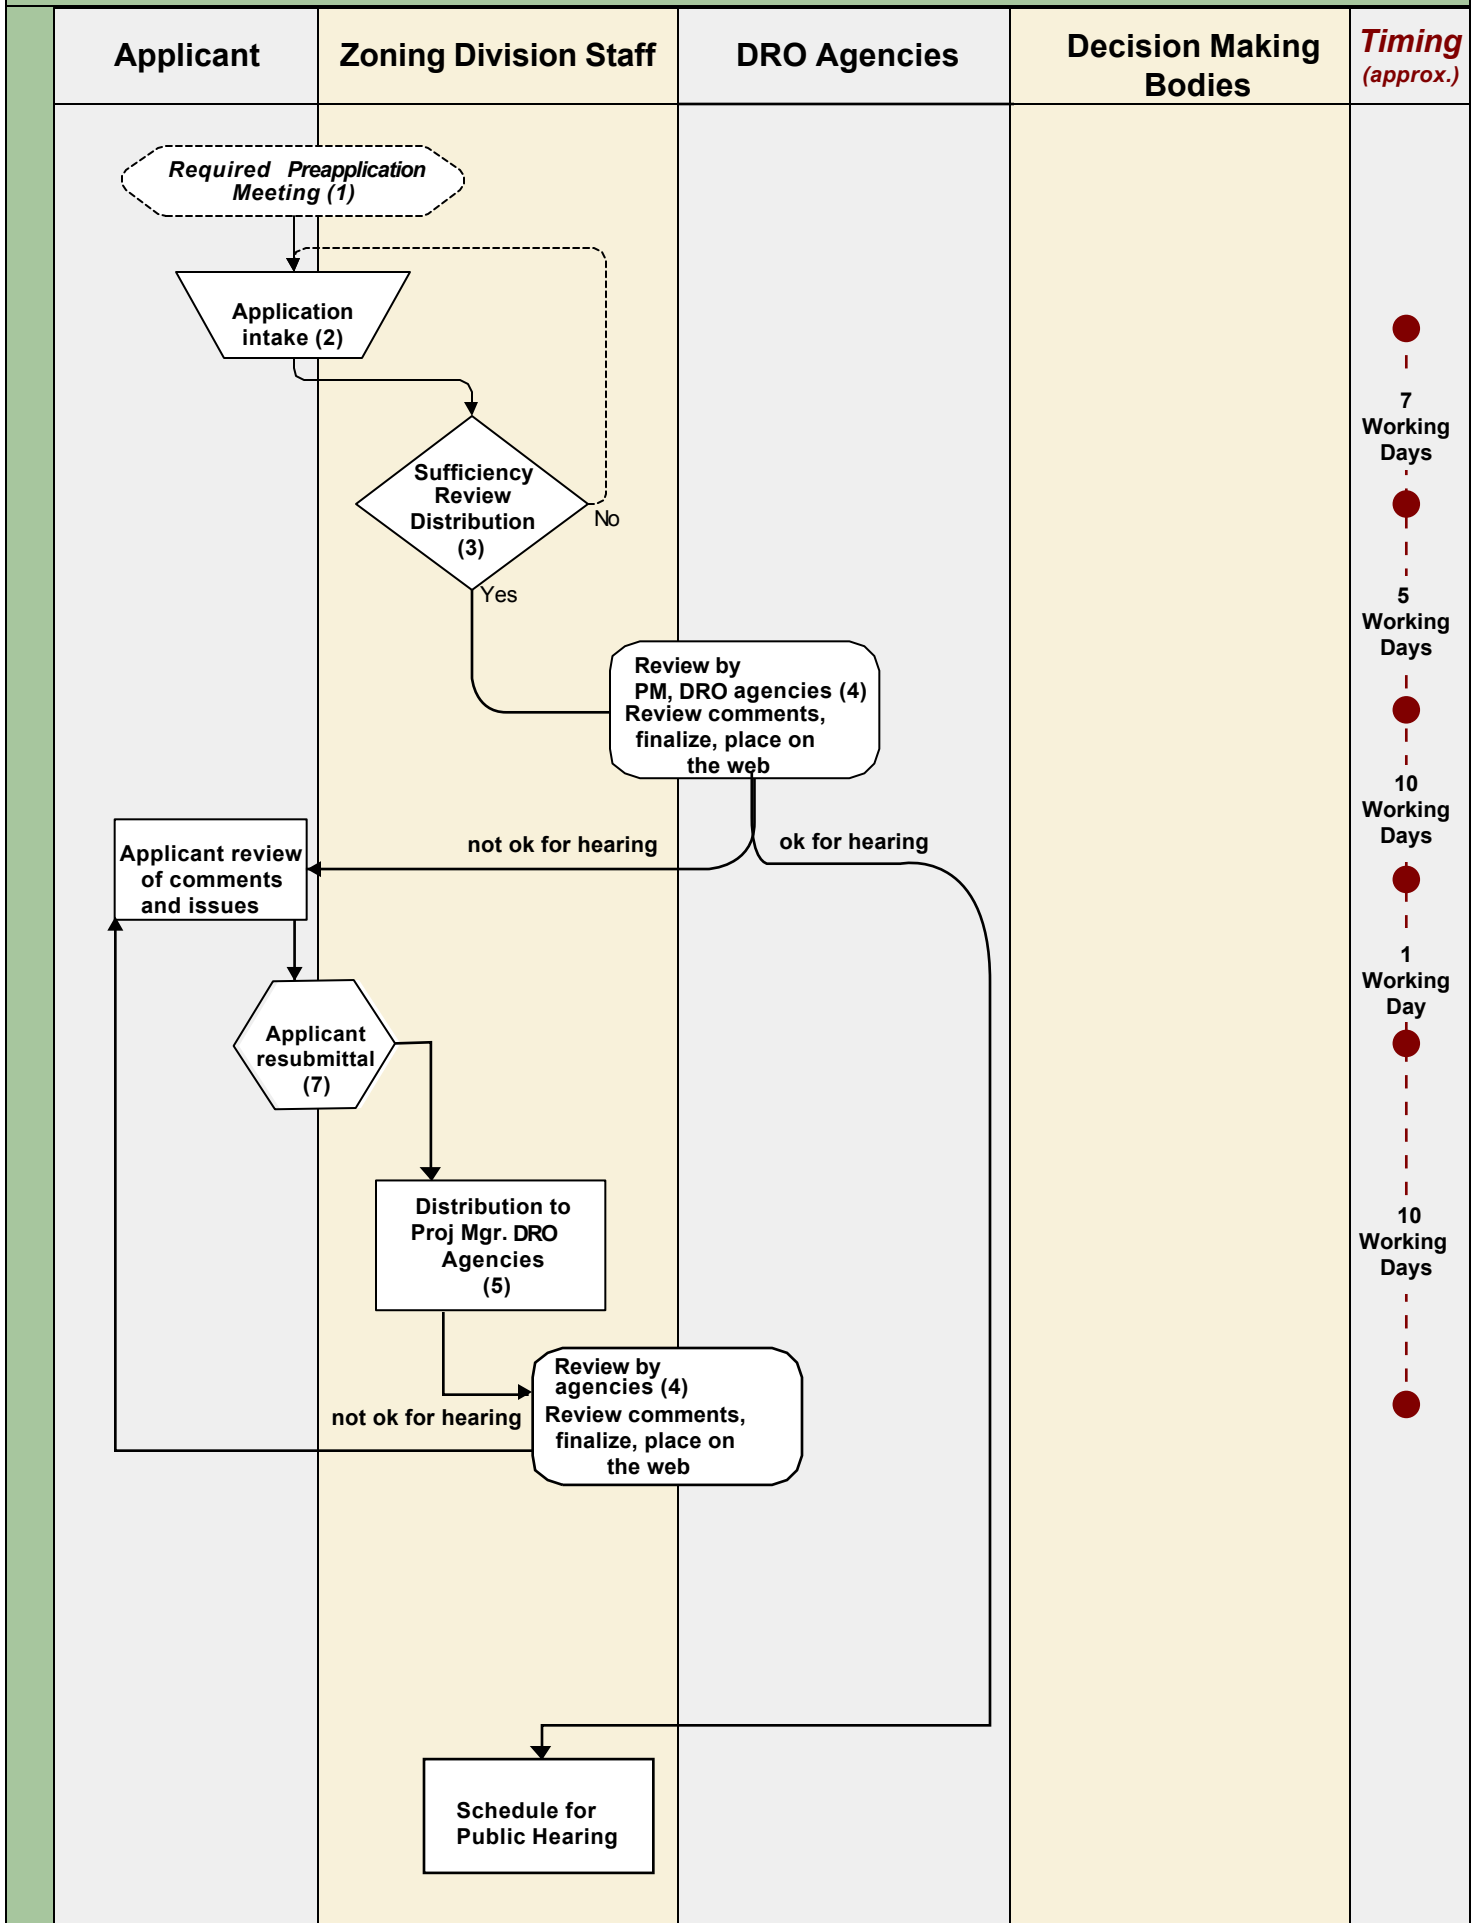 Applicant
Zoning Division Staff
DRO Agencies
Decision Making
Bodies
Timing
(approx.)
Required Preapplication
Meeting (1)
Application
intake (2)
7
Working
Days
Sufficiency
Review
Distribution
(3)
No
Yes
5
Working
Days
Review by
PM, DRO agencies (4)
Review comments,
finalize, place on
the web
10
Working
Days
not ok for hearing
ok for hearing
Applicant review
of comments
and issues
1
Working
Day
Applicant
resubmittal
(7)
Distribution to
Proj Mgr. DRO
Agencies
(5)
10
Working
Days
Review by
agencies (4)
Review comments,
finalize, place on
the web
not ok for hearing
Schedule for
Public Hearing